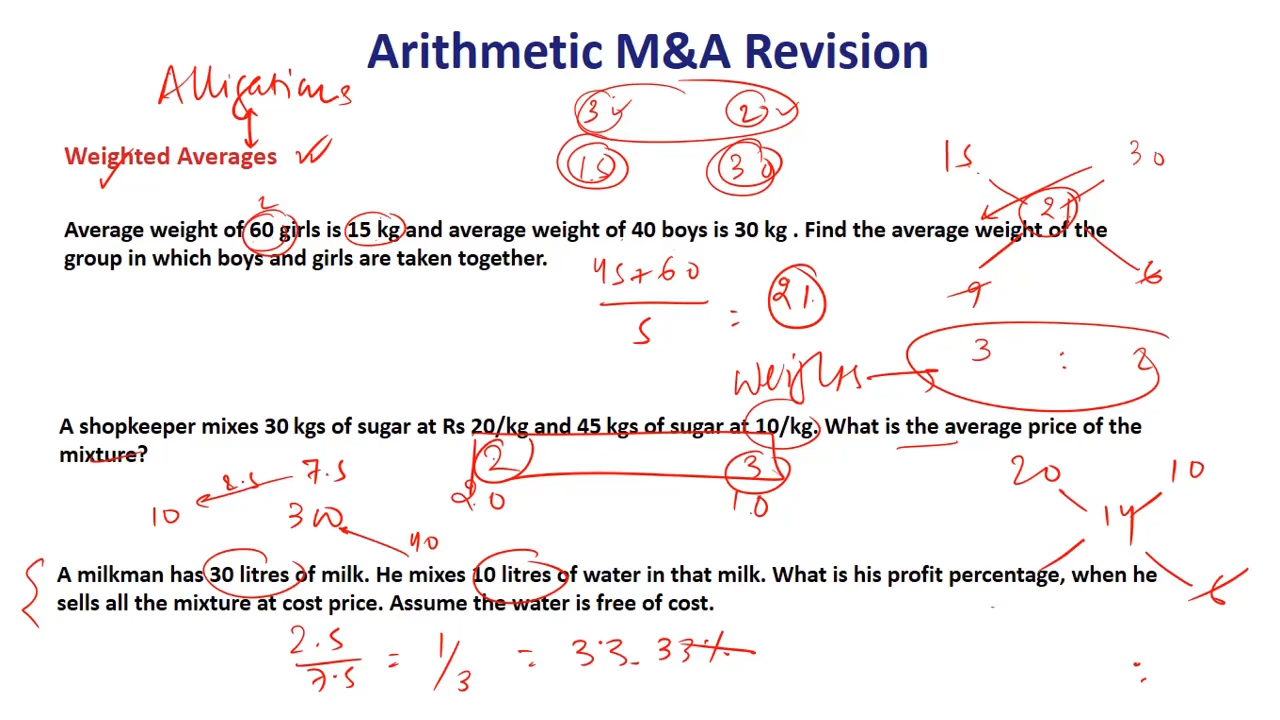 Arithmetic M&A Revision
Alligations
3 2
Weighted Averages
15 30
15 30
21
2
Average weight of 60 girls is 15 kg and average weight of 40 boys is 30 kg . Find the average weight of the
group in which boys and girls are taken together.
45+60
5
= 21
9 6
3 : 2
weights
A shopkeeper mixes 30 kgs of sugar at Rs 20/kg and 45 kgs of sugar at 10/kg. What is the average price of the
mixture?
2 3
20 10
20 10
14
6
:
7.5
10 300
40
A milkman has 30 litres of milk. He mixes 10 litres of water in that milk. What is his profit percentage, when he
sells all the mixture at cost price. Assume the water is free of cost.
2.5
7.5
= 1/3 = 33.33%